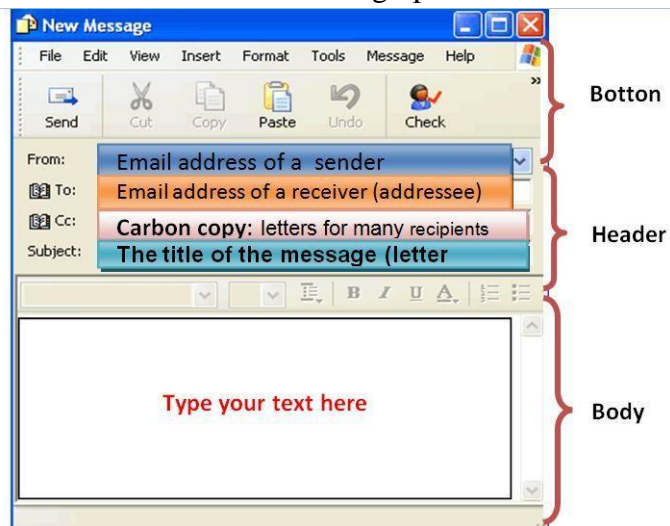 New Message
File Edit View Insert Format Tools Message Help
Send Cut Copy Paste Undo Check
Botton
From: Email address of a sender
To: Email address of a receiver (addressee)
Cc: Carbon copy: letters for many recipients
Subject: The title of the message (letter
Header
B I U A
Type your text here
Body